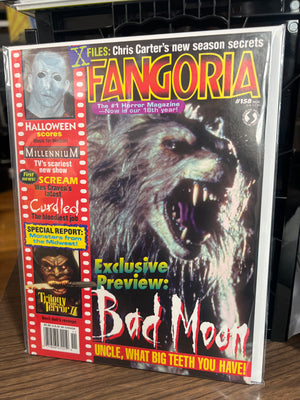 X FILES: Chris Carter's new season secrets
FANGORIA
#158 NOV.
The #1 Horror Magazine
—Now in our 18th year!
HALLOWEEN
scores
MILLENNIUM
TV's scariest
new show
SCREAM
Wes Craven's
latest
Curdled
The bloodiest job
SPECIAL REPORT:
Monsters from
the Midwest!
Trilogy
of
Terror II
Exclusive
Preview:
Bad Moon
UNCLE, WHAT BIG TEETH YOU HAVE!